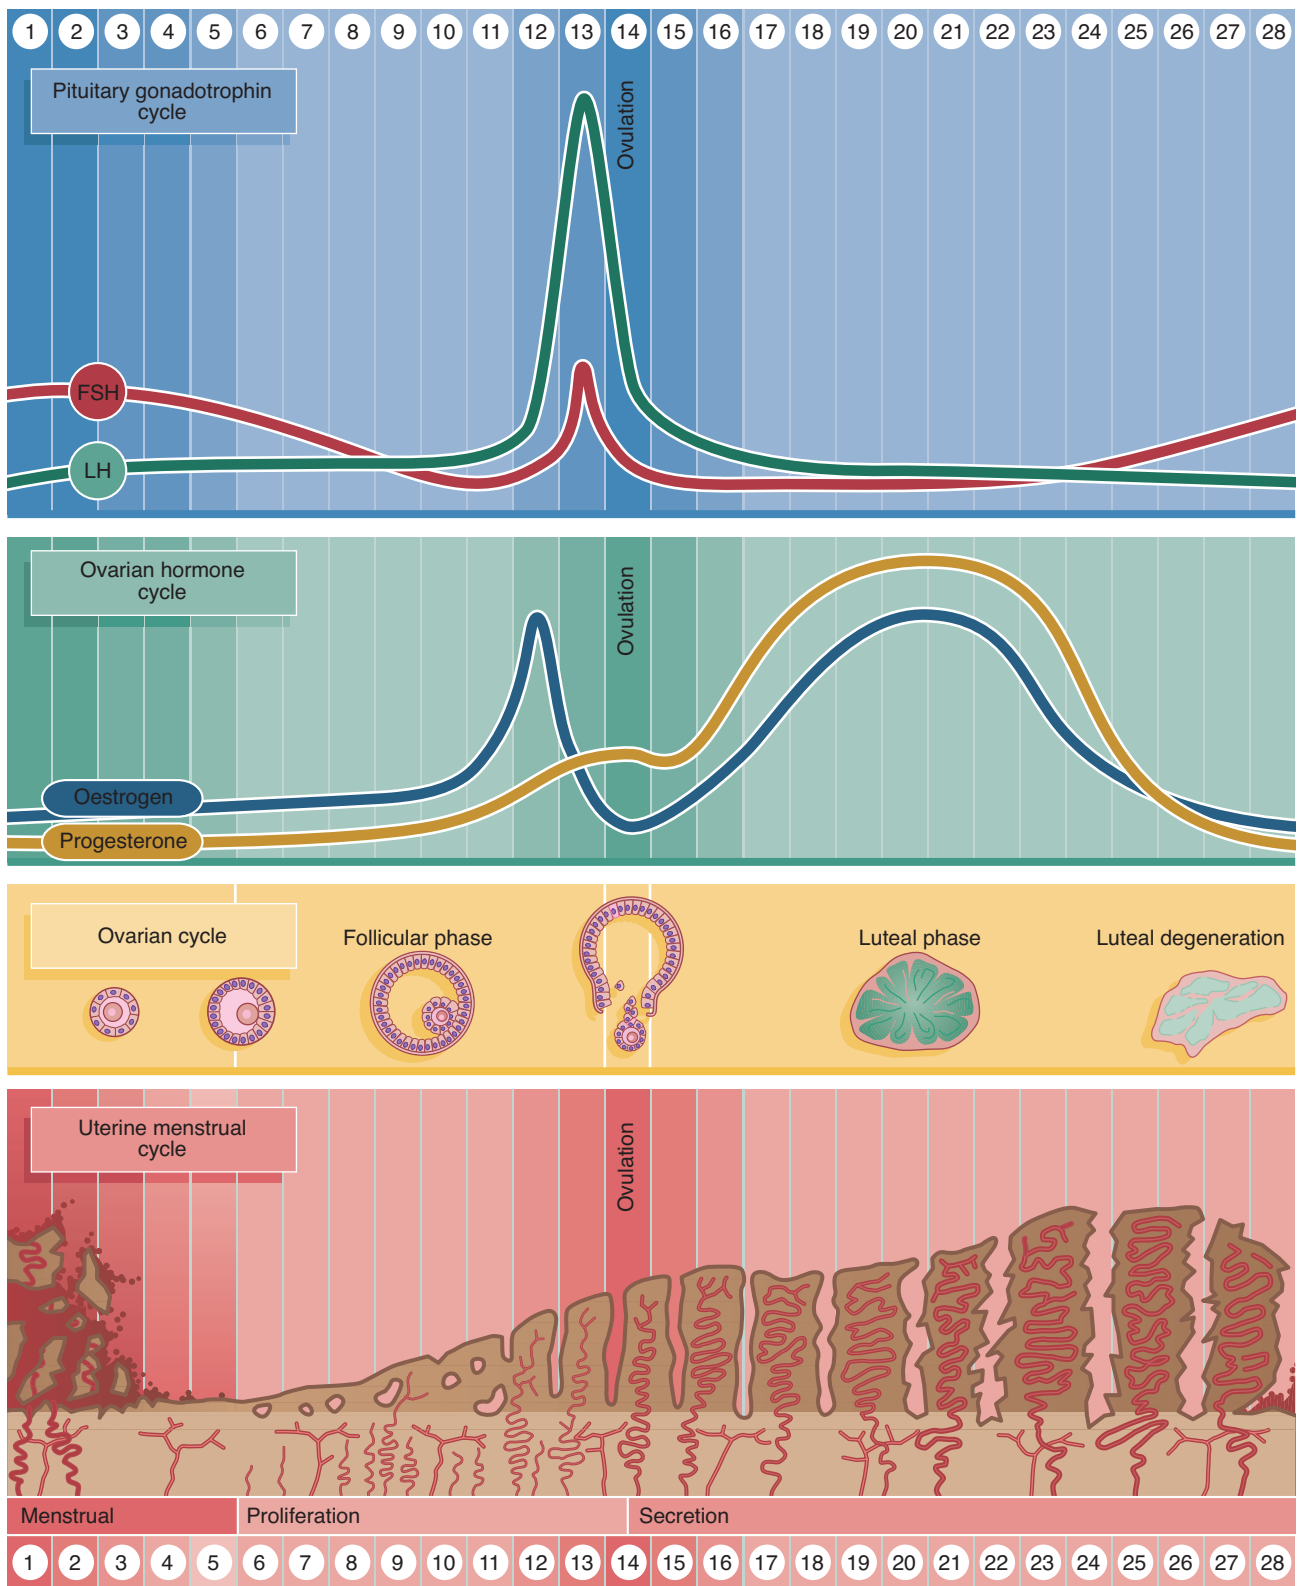 1 2 3 4 5 6 7 8 9 10 11 12 13 14 15 16 17 18 19 20 21 22 23 24 25 26 27 28
Pituitary gonadotrophin
cycle
Ovulation
FSH
LH
Ovarian hormone
cycle
Ovulation
Oestrogen
Progesterone
Ovarian cycle
Follicular phase
Luteal phase
Luteal degeneration
Uterine menstrual
cycle
Ovulation
Menstrual
Proliferation
Secretion
1 2 3 4 5 6 7 8 9 10 11 12 13 14 15 16 17 18 19 20 21 22 23 24 25 26 27 28